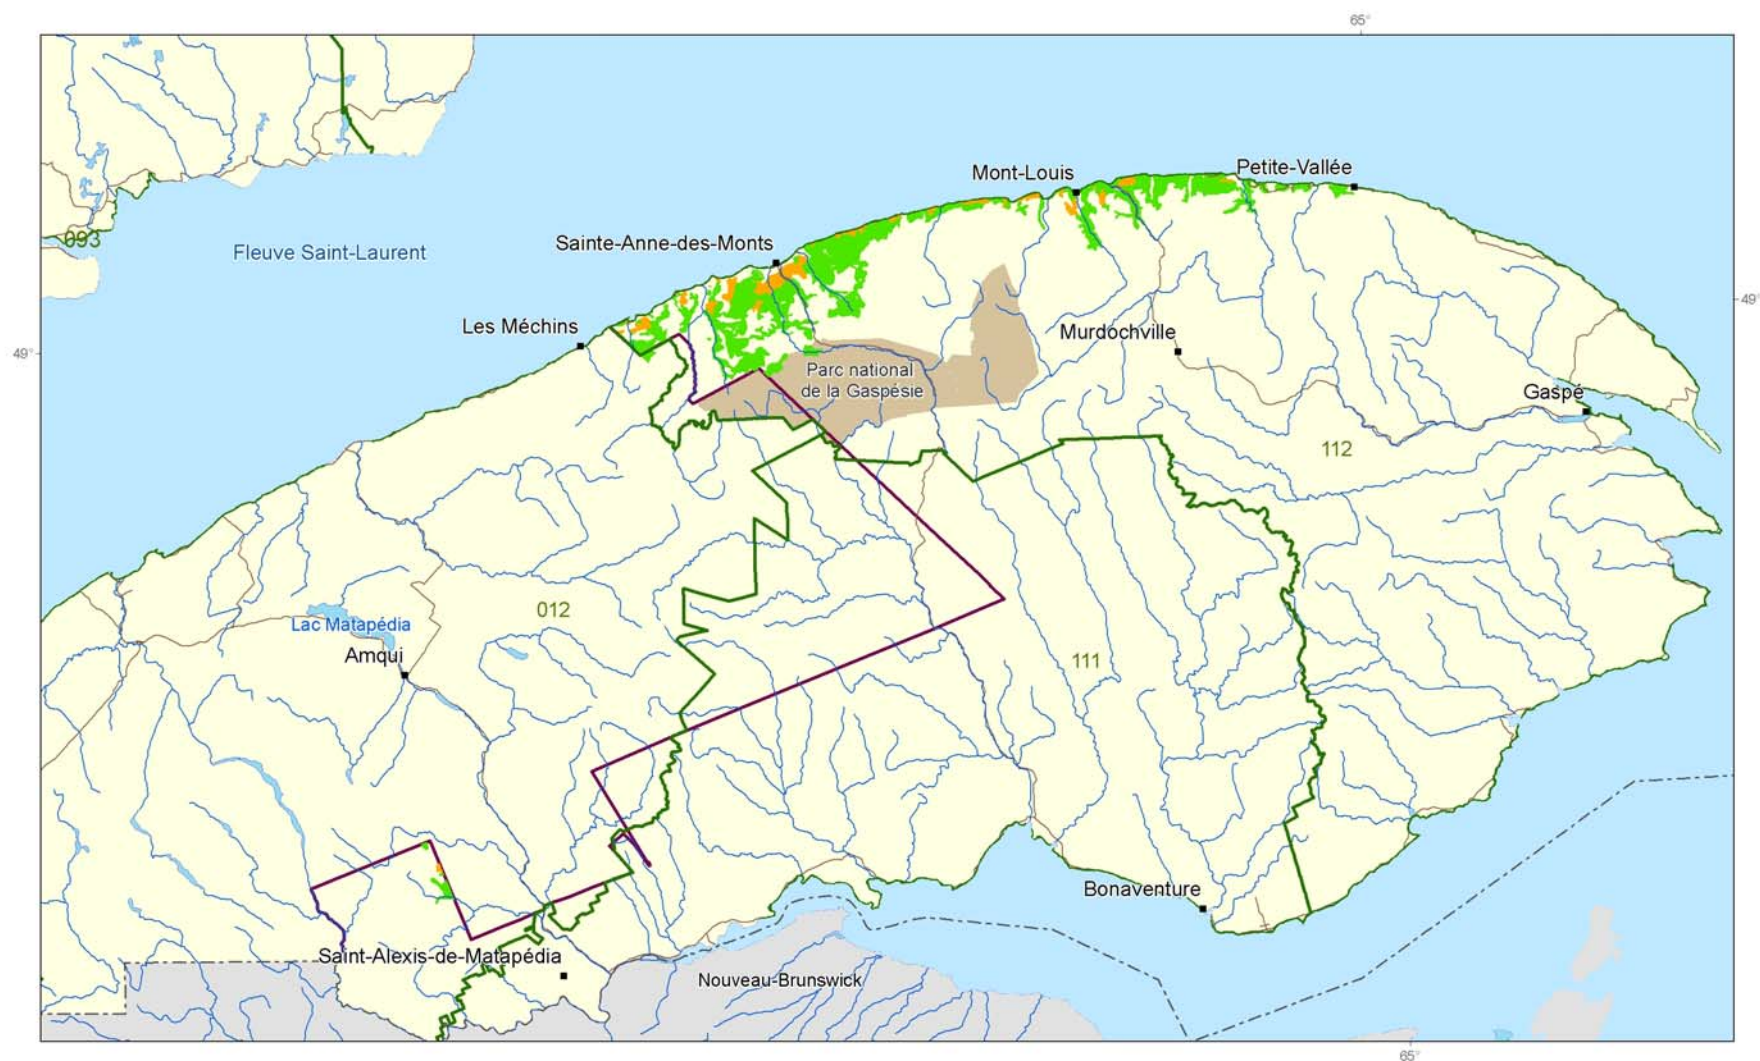 65°
Mont-Louis
Petite-Vallée
093
Fleuve Saint-Laurent
Sainte-Anne-des-Monts
49°
Les Méchins
Murdochville
49°
Parc national
de la Gaspésie
Gaspé
112
012
Lac Matapédia
Amqui
111
Bonaventure
Saint-Alexis-de-Matapédia
Nouveau-Brunswick
65°